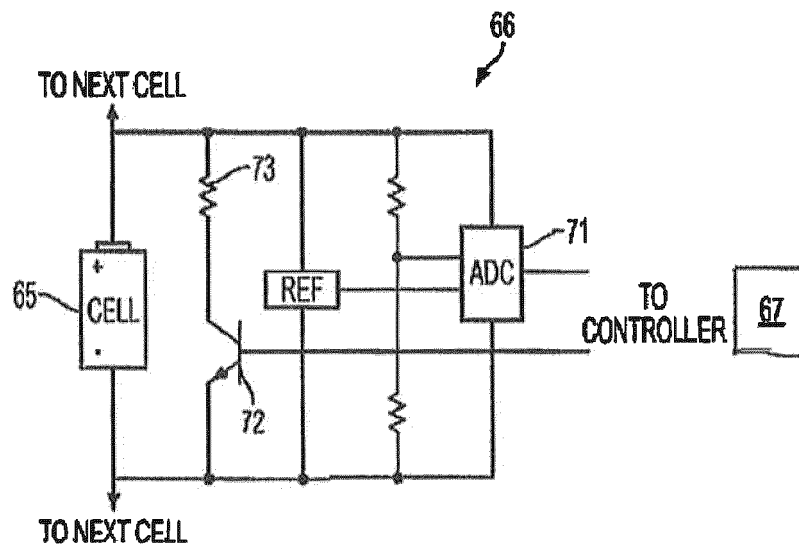 66
TO NEXT CELL
73
71
ADC
REF
65
+
CELL
-
TO
CONTROLLER
67
72
TO NEXT CELL